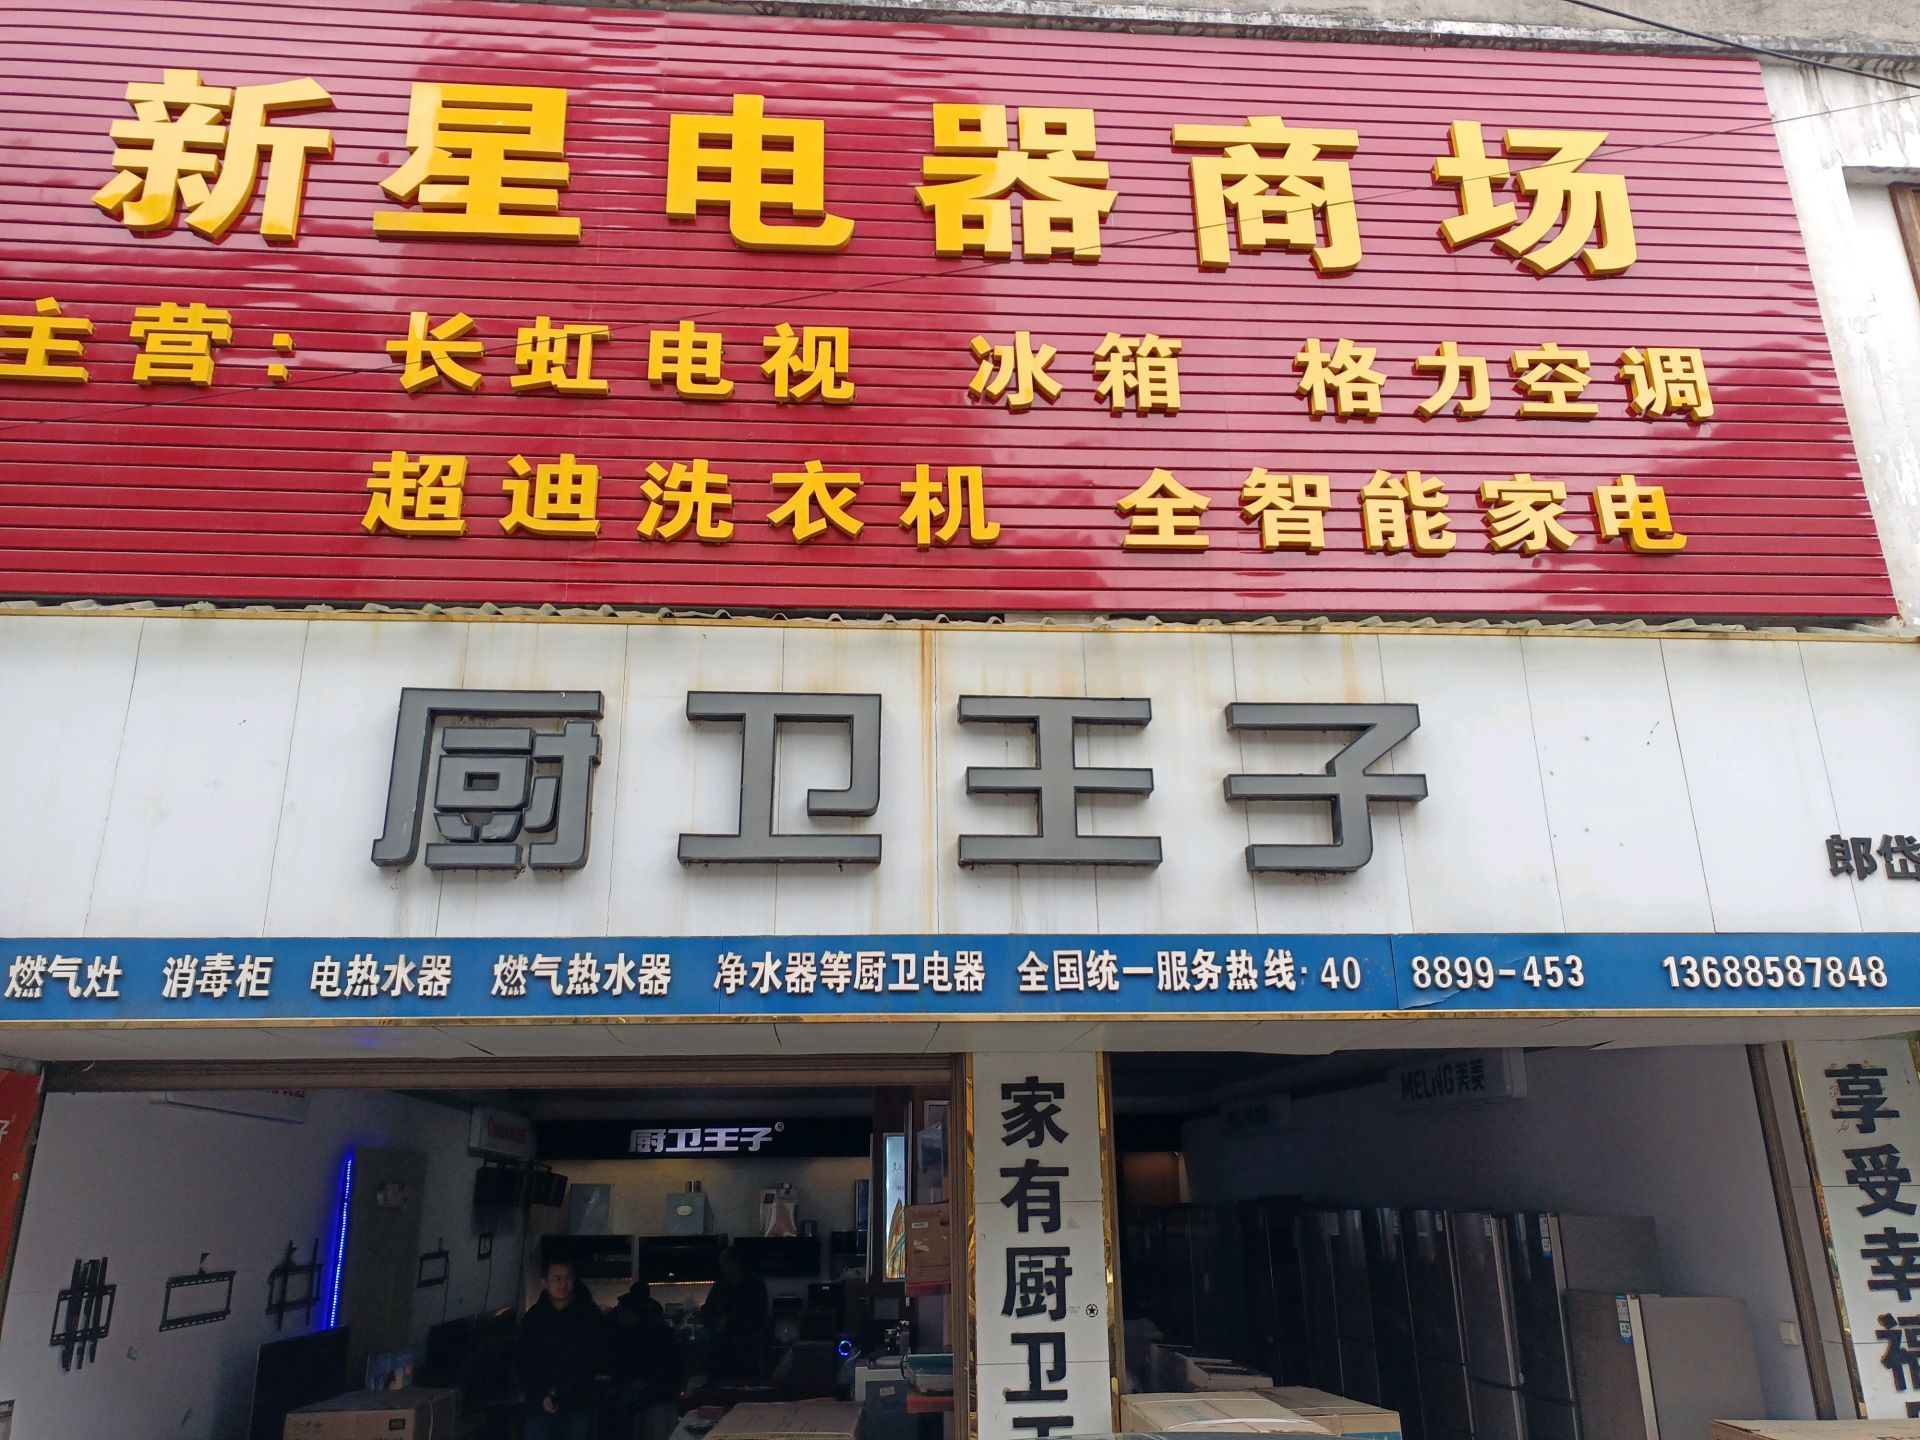 新星电器商场
主营：长虹电视 冰箱 格力空调
超迪洗衣机 全智能家电
厨卫王子
郎岱
燃气灶 消毒柜 电热水器 燃气热水器 净水器等厨卫电器 全国统一服务热线：40 8899-453 13688587848
厨卫王子®
MELNG美菱
家有厨卫王
享受幸福